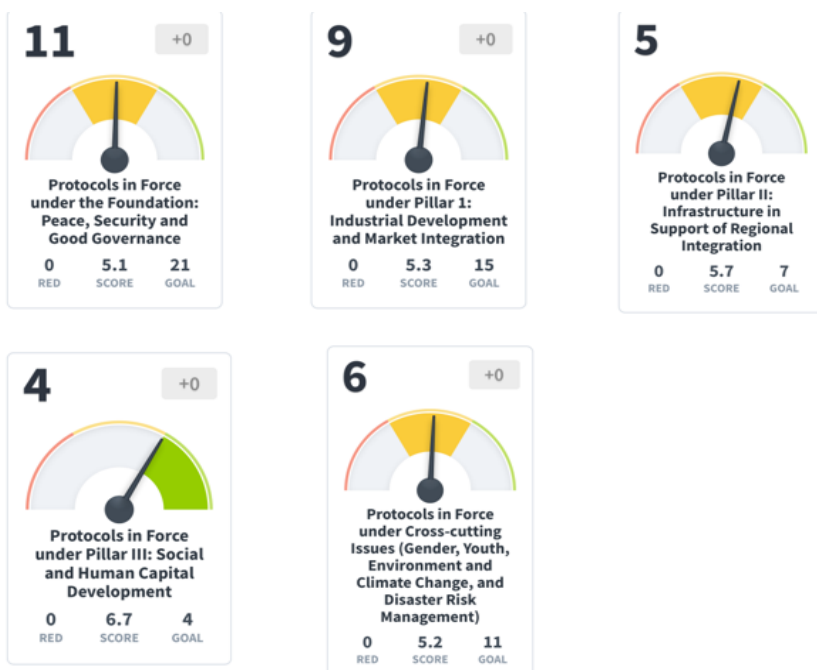 11 +0
Protocols in Force
under the Foundation:
Peace, Security and
Good Governance
0 5.1 21
RED SCORE GOAL
9 +0
Protocols in Force
under Pillar 1:
Industrial Development
and Market Integration
0 5.3 15
RED SCORE GOAL
5
Protocols in Force
under Pillar II:
Infrastructure in
Support of Regional
Integration
0 5.7 7
RED SCORE GOAL
4 +0
Protocols in Force
under Pillar III: Social
and Human Capital
Development
0 6.7 4
RED SCORE GOAL
6 +0
Protocols in Force
under Cross-cutting
Issues (Gender, Youth,
Environment and
Climate Change, and
Disaster Risk
Management)
0 5.2 11
RED SCORE GOAL